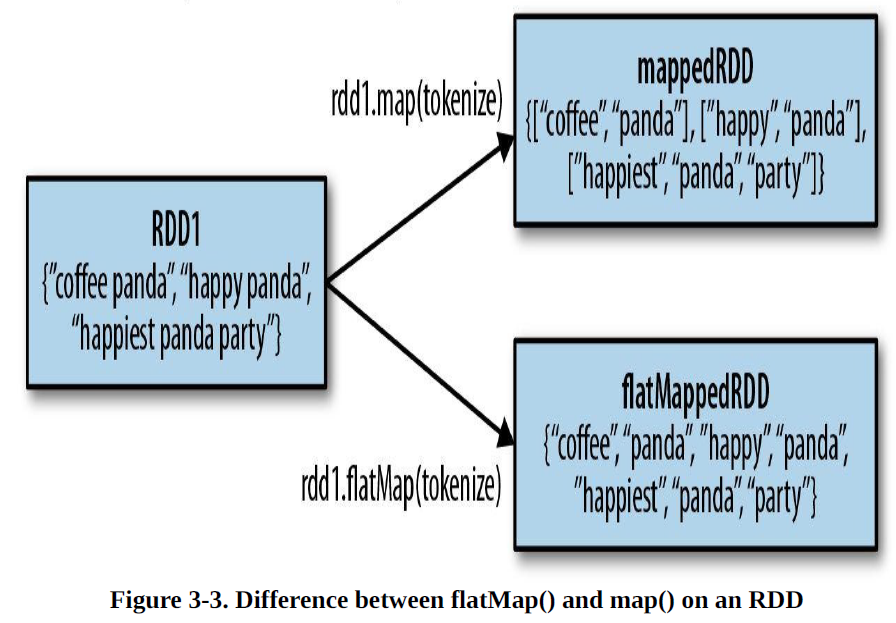 rdd1.map(tokenize)
mappedRDD
{["coffee", "panda"], ["happy", "panda"],
["happiest", "panda", "party"]}
RDD1
{"coffee panda", "happy panda",
"happiest panda party"}
rdd1.flatMap(tokenize)
flatMappedRDD
{"coffee", "panda", "happy", "panda",
"happiest", "panda", "party"}
Figure 3-3. Difference between flatMap() and map() on an RDD